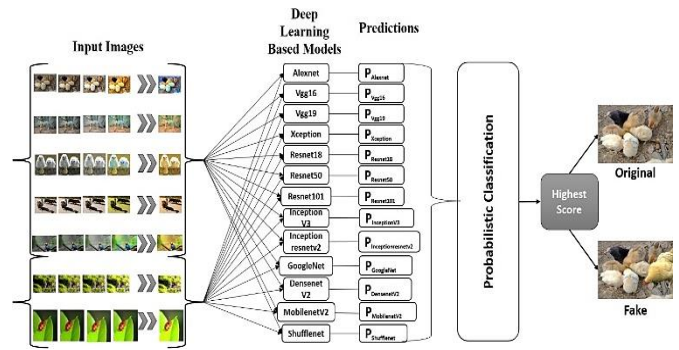 Input Images
Deep
Learning
Based Models
Predictions
Alexnet
P Alexnet
Vgg16
P Vgg16
Vgg19
P Vgg19
Xception
P Xception
Resnet18
P Resnet18
Resnet50
P Resnet50
Resnet101
P Resnet101
Inception
V3
P InceptionV3
Inception
resnetv2
P Inceptionresnetv2
GoogleNet
P GoogleNet
Densenet
V2
P DensenetV2
MobilenetV2
P MobilenetV2
Shufflenet
P Shufflenet
Probabilistic Classification
Highest
Score
Original
Fake